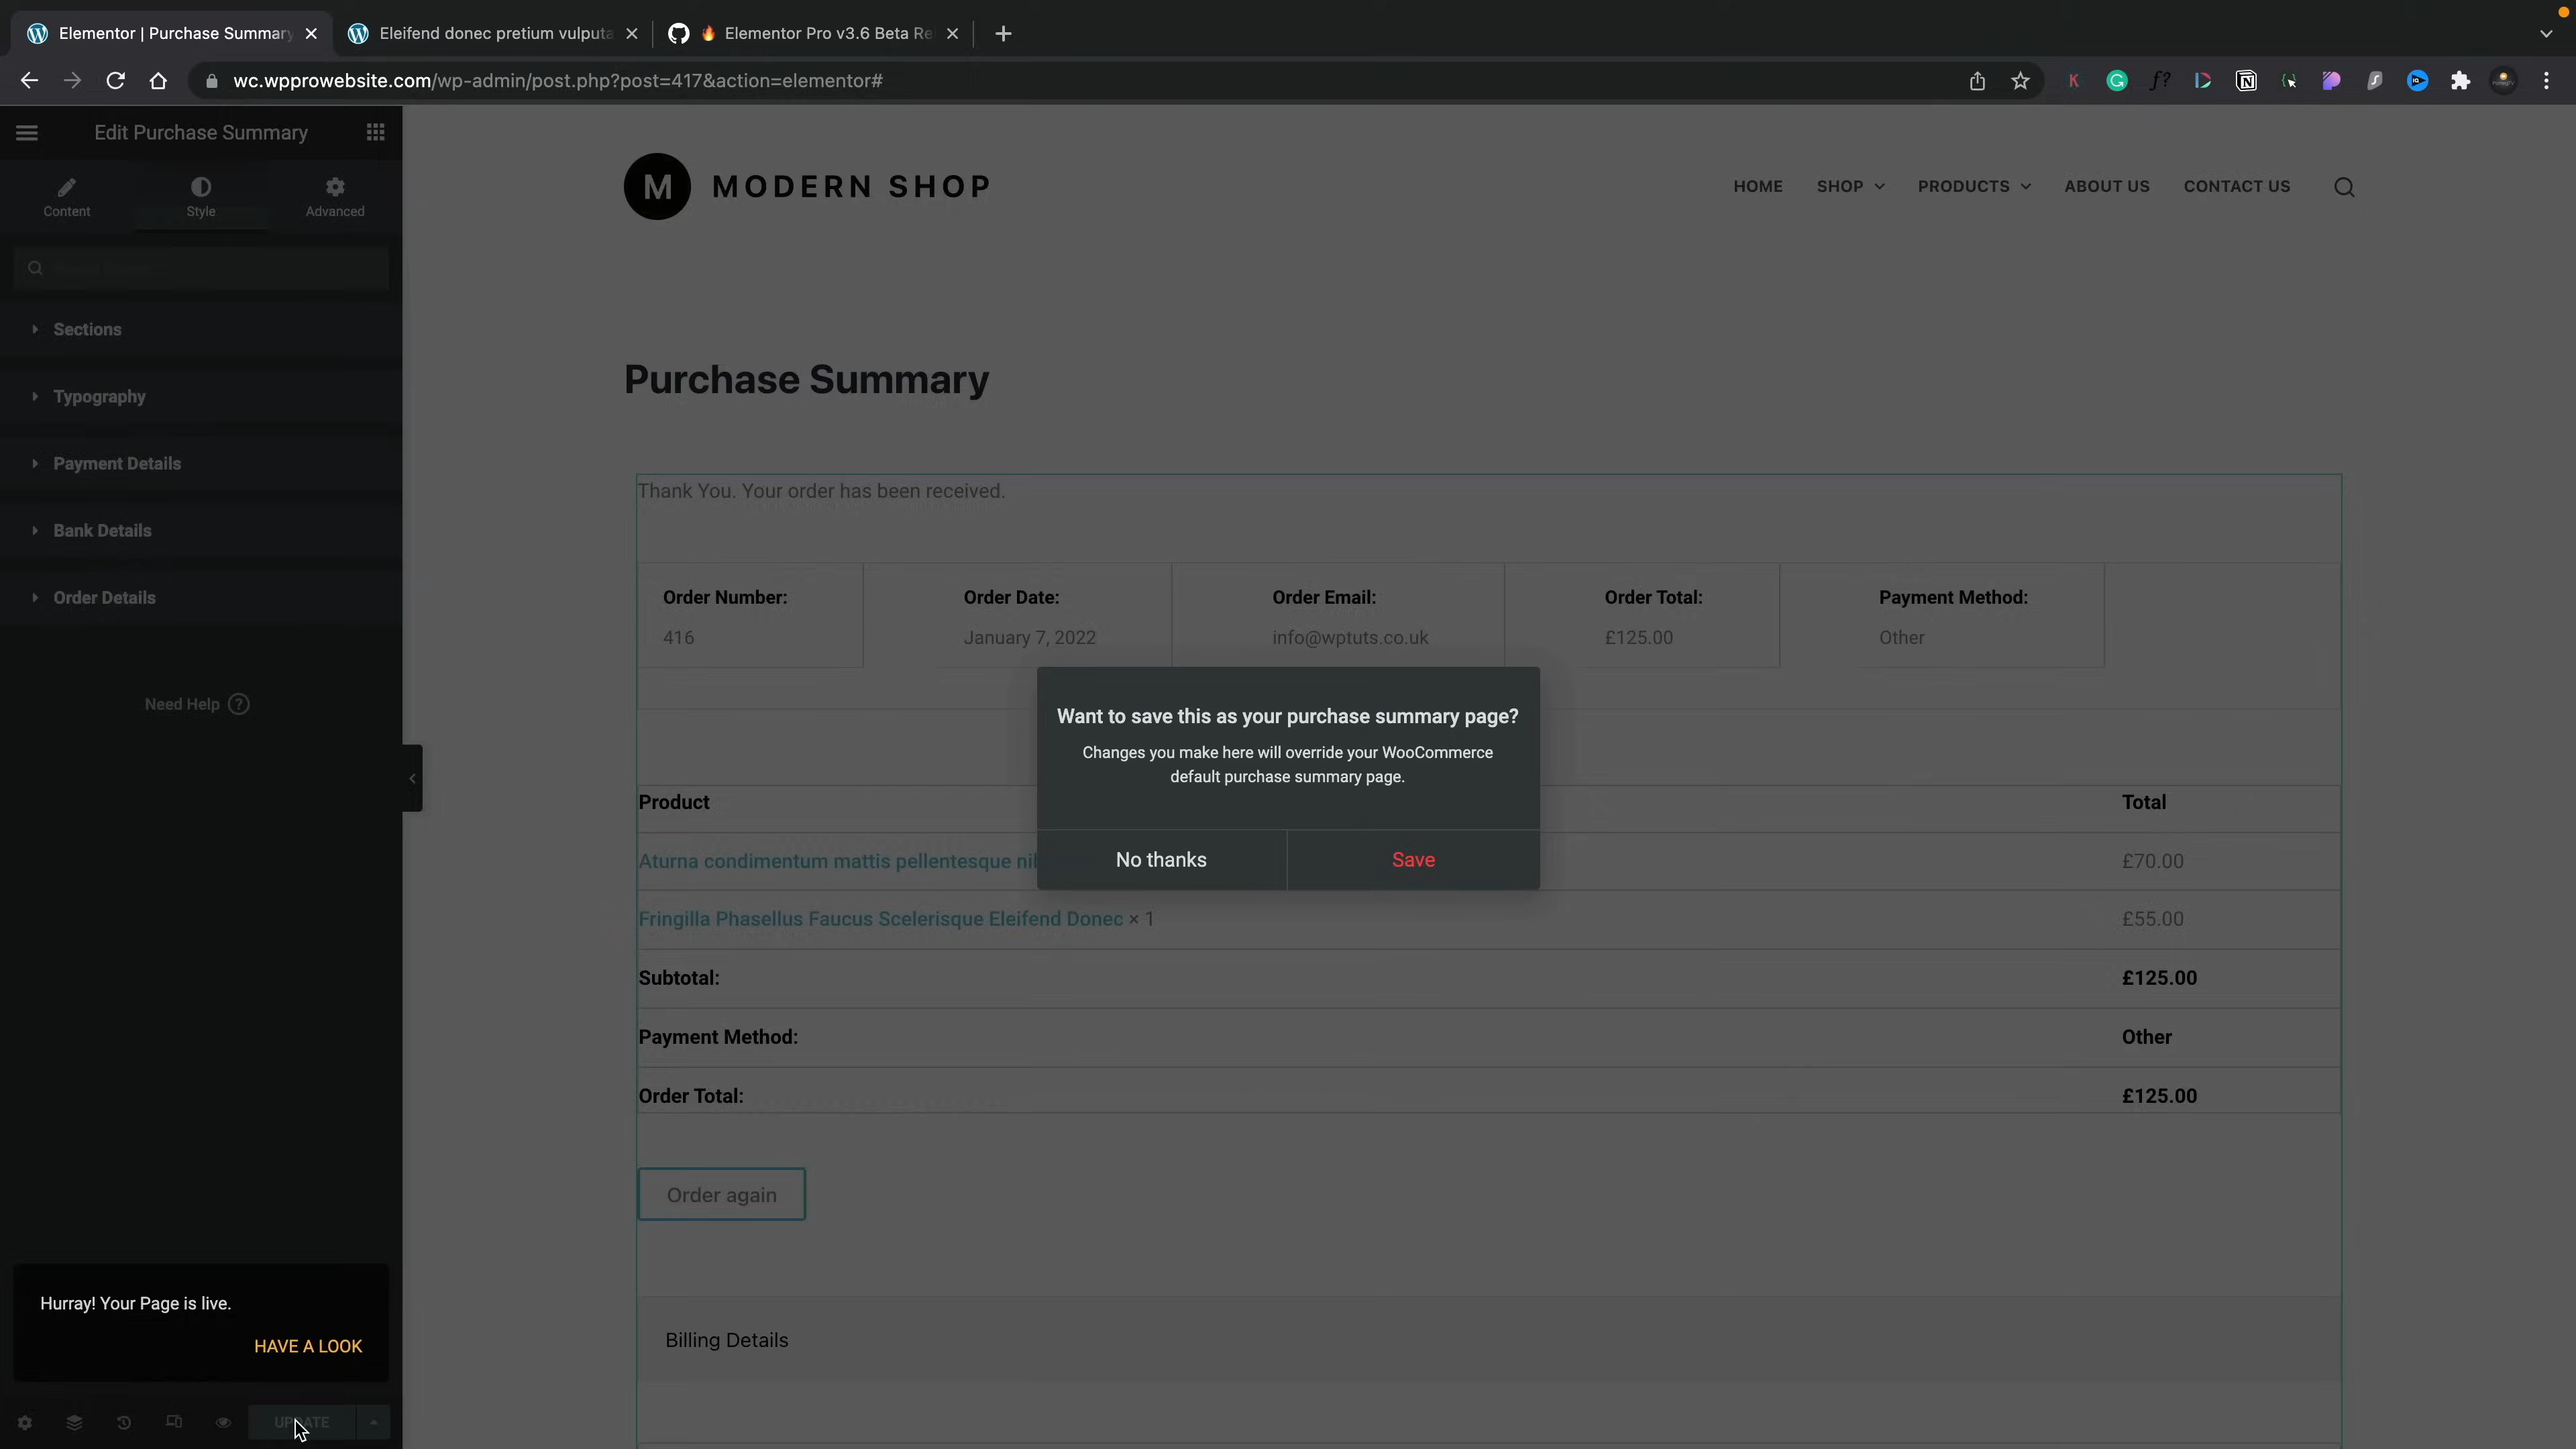 Elementor | Purchase Summary
Eleifend donec pretium vulputa
Elementor Pro v3.6 Beta Re
wc.wpprowebsite.com/wp-admin/post.php?post=417&action=elementor#
Edit Purchase Summary
Content
Style
Advanced
Sections
Typography
Payment Details
Bank Details
Order Details
Need Help ?
Hurray! Your Page is live.
HAVE A LOOK
UPDATE
M MODERN SHOP
HOME SHOP PRODUCTS ABOUT US CONTACT US
Purchase Summary
Thank You. Your order has been received.
Order Number: Order Date: Order Email: Order Total: Payment Method:
416 January 7, 2022 info@wptuts.co.uk £125.00 Other
Want to save this as your purchase summary page?
Changes you make here will override your WooCommerce
default purchase summary page.
No thanks Save
Product Total
Aturna condimentum mattis pellentesque £70.00
Fringilla Phasellus Faucus Scelerisque Eleifend Donec × 1 £55.00
Subtotal: £125.00
Payment Method: Other
Order Total: £125.00
Order again
Billing Details